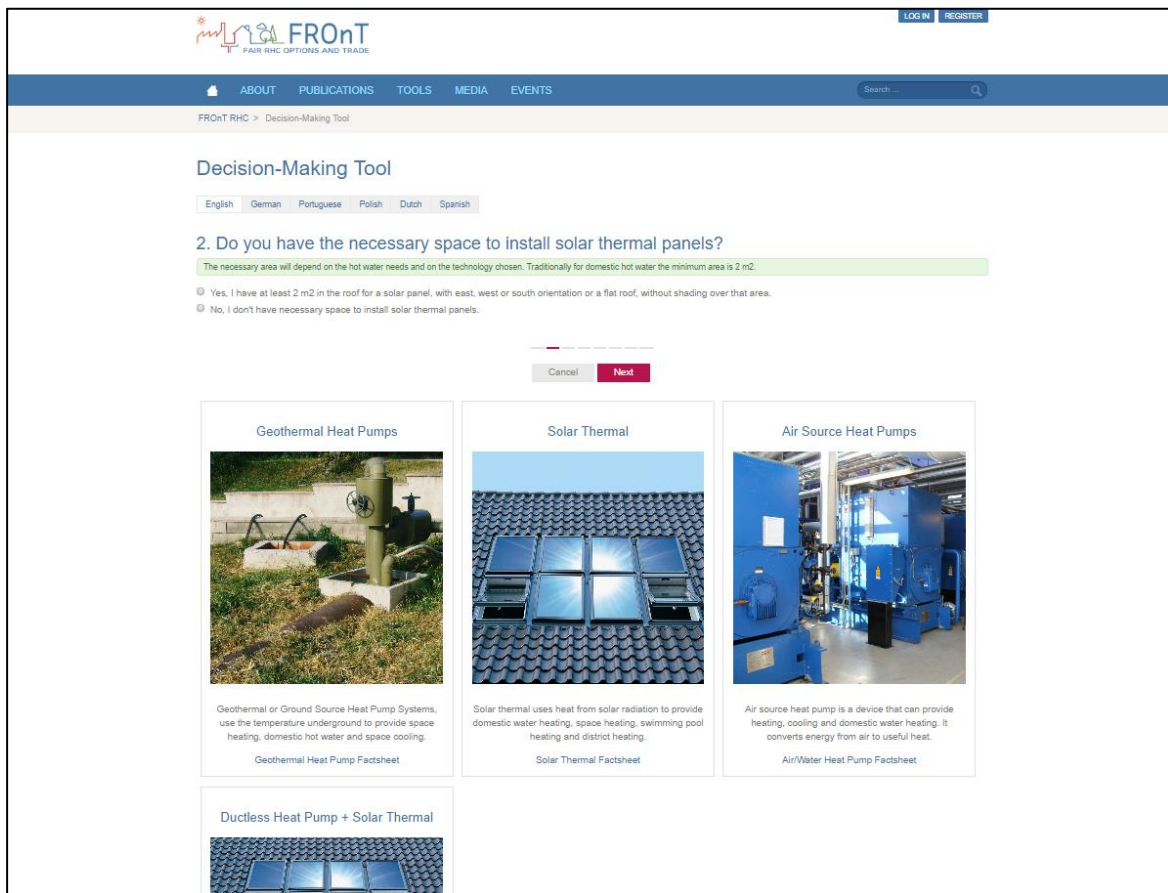 LOG IN REGISTER
FROnT
FAIR RHC OPTIONS AND TRADE
ABOUT PUBLICATIONS TOOLS MEDIA EVENTS Search ...
FROnT RHC > Decision-Making Tool
Decision-Making Tool
English German Portuguese Polish Dutch Spanish
2. Do you have the necessary space to install solar thermal panels?
The necessary area will depend on the hot water needs and on the technology chosen. Traditionally for domestic hot water the minimum area is 2 m2.
Yes, I have at least 2 m2 in the roof for a solar panel, with east, west or south orientation or a flat roof, without shading over that area.
No, I don't have necessary space to install solar thermal panels.
Cancel Next
Geothermal Heat Pumps
Geothermal or Ground Source Heat Pump Systems,
use the temperature underground to provide space
heating, domestic hot water and space cooling.
Geothermal Heat Pump Factsheet
Solar Thermal
Solar thermal uses heat from solar radiation to provide
domestic water heating, space heating, swimming pool
heating and district heating.
Solar Thermal Factsheet
Air Source Heat Pumps
Air source heat pump is a device that can provide
heating, cooling and domestic water heating. It
converts energy from air to useful heat.
Air/Water Heat Pump Factsheet
Ductless Heat Pump + Solar Thermal